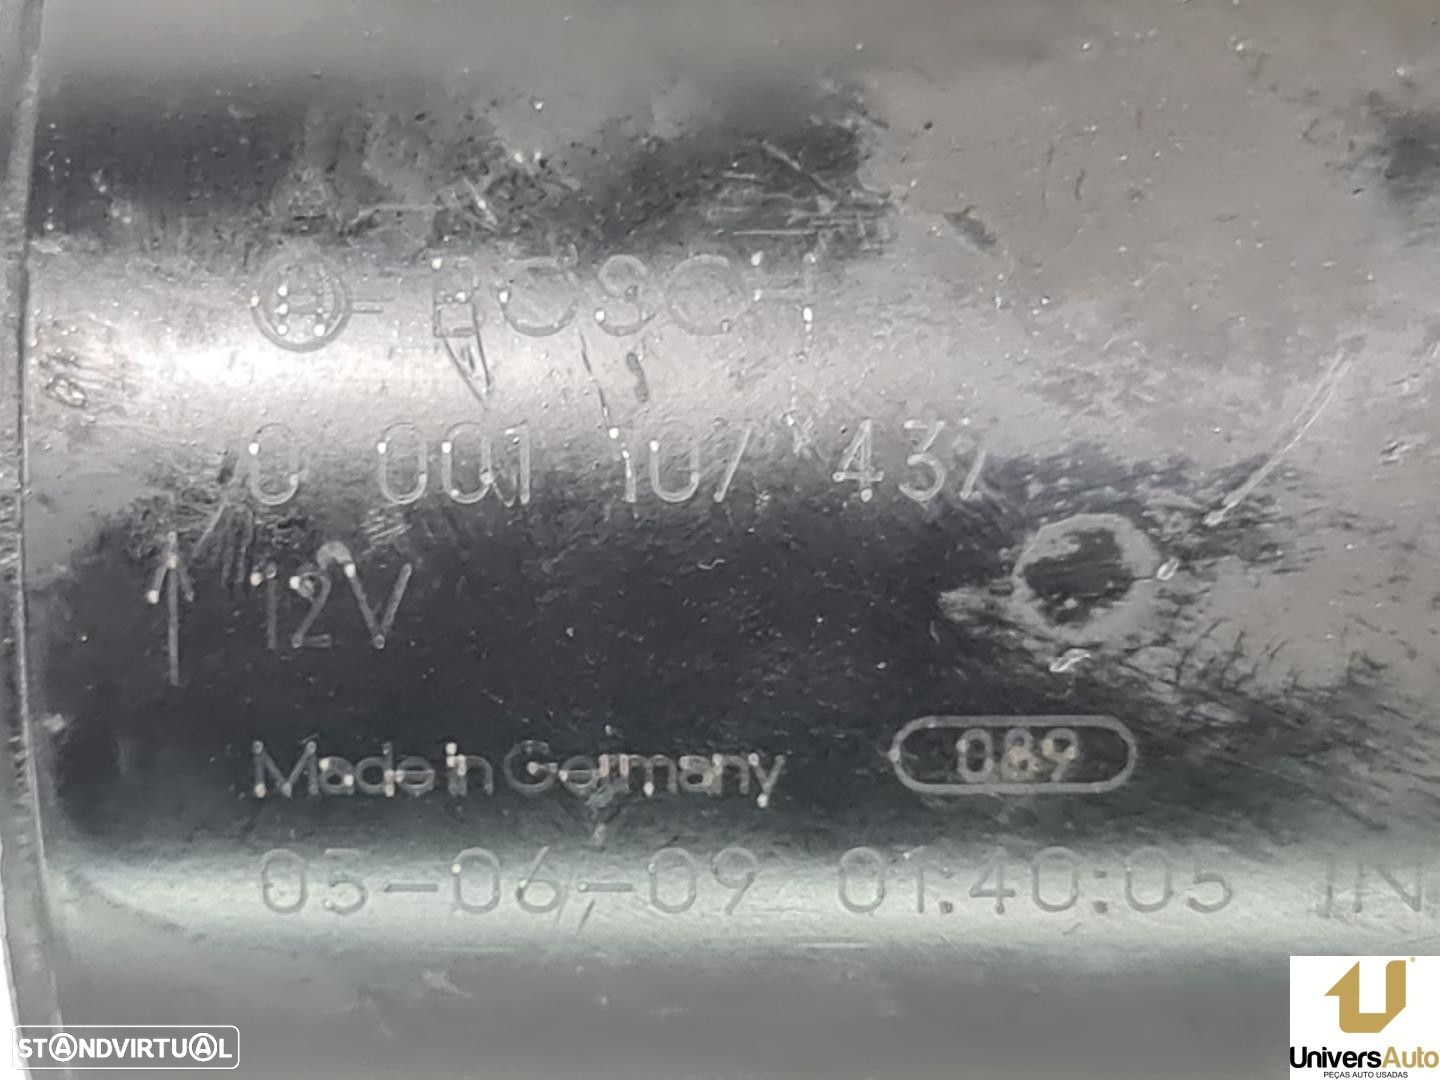 BOSCH
0 001 107 437
12V
Made in Germany 089
05-06-09 01:40:05 IN
STANDVIRTUAL
UniversAuto
PEÇAS AUTO USADAS